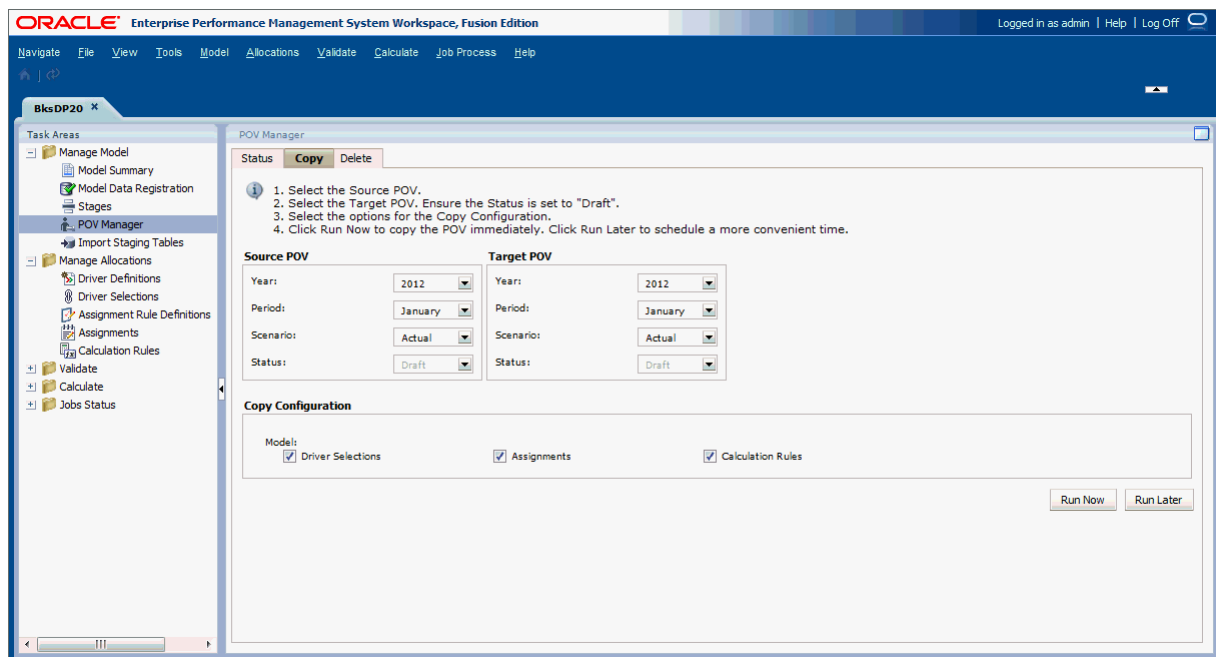 ORACLE Enterprise Performance Management System Workspace, Fusion Edition
Logged in as admin | Help | Log Off
Navigate File View Tools Model Allocations Validate Calculate Job Process Help
BksDP20
Task Areas
Manage Model
Model Summary
Model Data Registration
Stages
POV Manager
Import Staging Tables
Manage Allocations
Driver Definitions
Driver Selections
Assignment Rule Definitions
Assignments
Calculation Rules
Validate
Calculate
Jobs Status
POV Manager
Status Copy Delete
1. Select the Source POV.
2. Select the Target POV. Ensure the Status is set to "Draft".
3. Select the options for the Copy Configuration.
4. Click Run Now to copy the POV immediately. Click Run Later to schedule a more convenient time.
Source POV
Year: 2012
Period: January
Scenario: Actual
Status: Draft
Target POV
Year: 2012
Period: January
Scenario: Actual
Status: Draft
Copy Configuration
Model:
Driver Selections Assignments Calculation Rules
Run Now Run Later